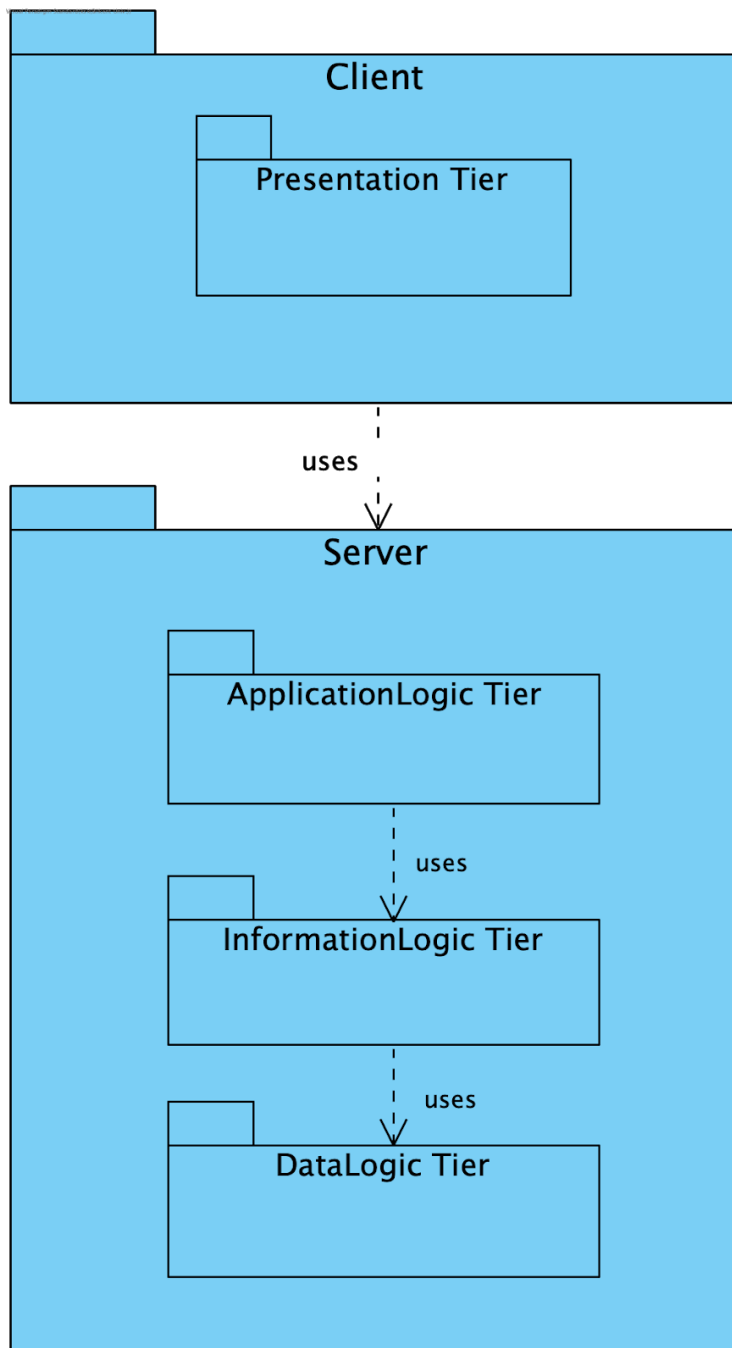 Client
Presentation Tier
uses
Server
ApplicationLogic Tier
uses
InformationLogic Tier
uses
DataLogic Tier